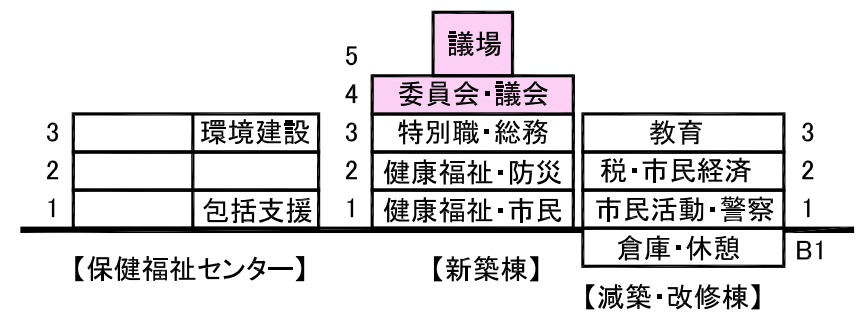 5 議場
4 委員会・議会
3 環境建設 3 特別職・総務 教育 3
2 2 健康福祉・防災 税・市民経済 2
1 包括支援 1 健康福祉・市民 市民活動・警察 1
倉庫・休憩 B1
【保健福祉センター】 【新築棟】
【減築・改修棟】